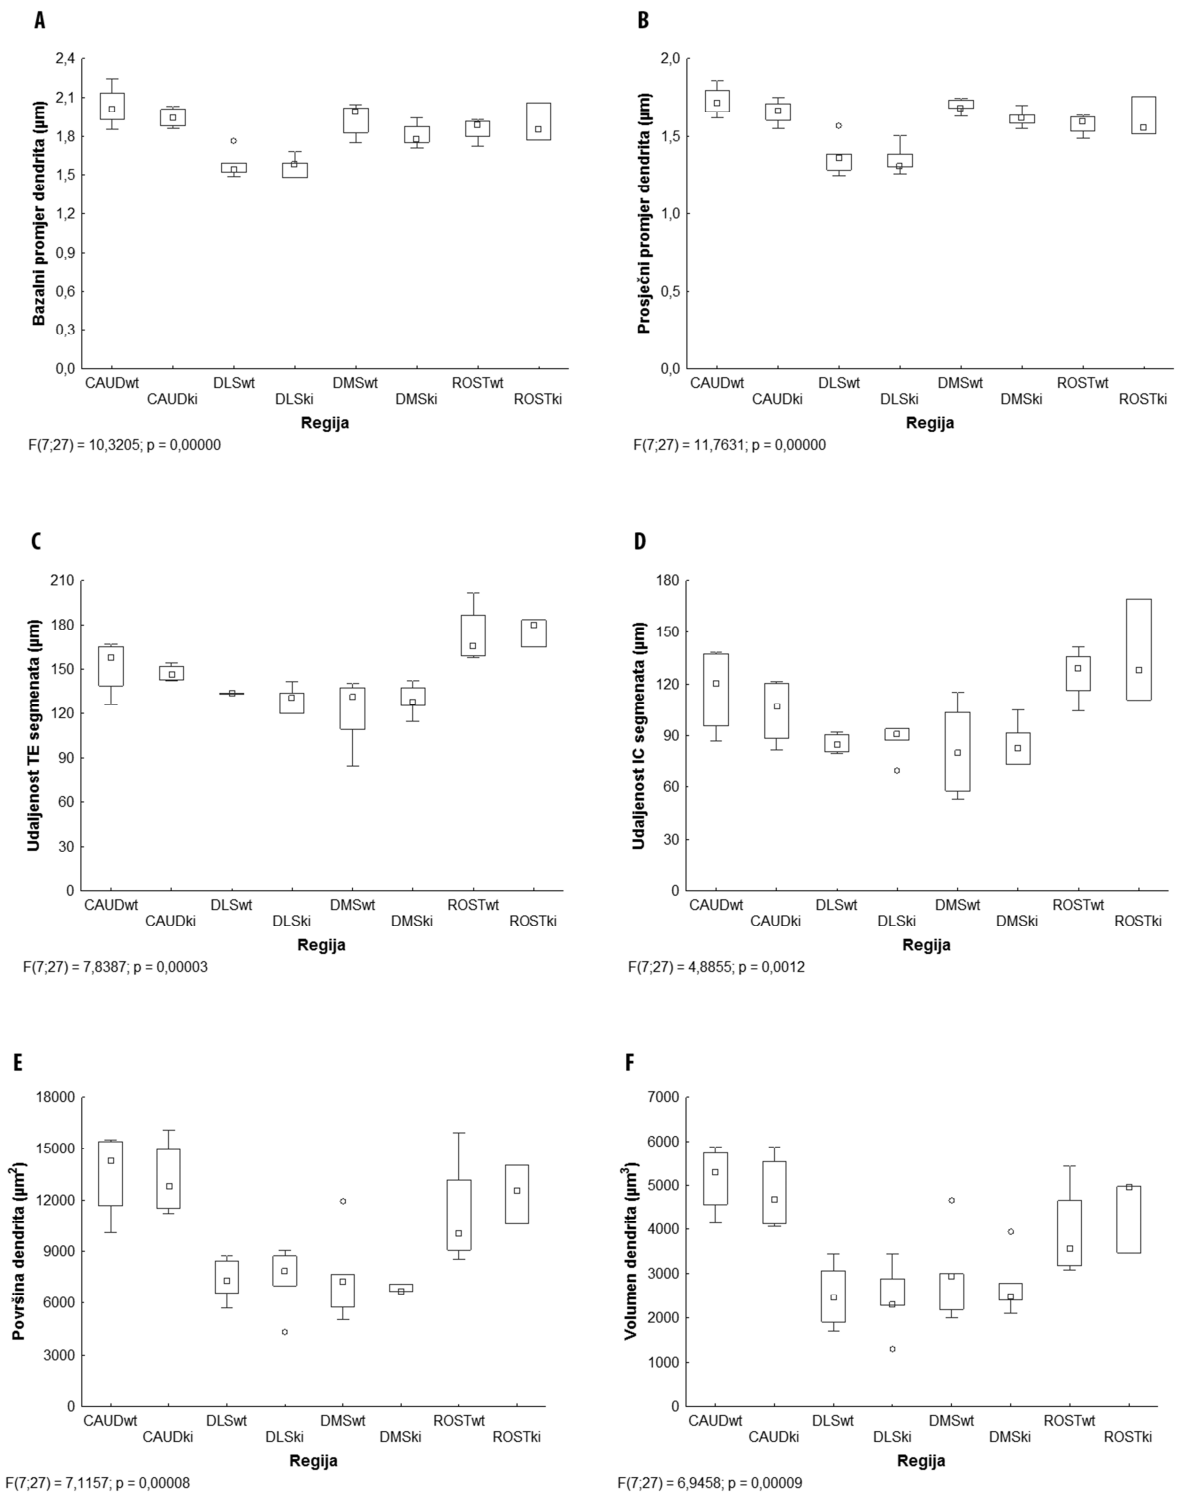 A
Bazalni promjer dendrita (µm)
2,4
2,1
1,8
1,5
1,2
0,9
0,6
0,3
0,0
CAUDwt DLSwt DMSwt ROSTwt
CAUDki DLSki DMSki ROSTki
Regija
F(7;27) = 10,3205; p = 0,00000
B
Prosječni promjer dendrita (µm)
2,0
1,5
1,0
0,5
0,0
CAUDwt DLSwt DMSwt ROSTwt
CAUDki DLSki DMSki ROSTki
Regija
F(7;27) = 11,7631; p = 0,00000
C
Udaljenost TE segmenata (µm)
210
180
150
120
90
60
30
0
CAUDwt DLSwt DMSwt ROSTwt
CAUDki DLSki DMSki ROSTki
Regija
F(7;27) = 7,8387; p = 0,00003
D
Udaljenost IC segmenata (µm)
180
150
120
90
60
30
0
CAUDwt DLSwt DMSwt ROSTwt
CAUDki DLSki DMSki ROSTki
Regija
F(7;27) = 4,8855; p = 0,0012
E
Površina dendrita (µm²)
18000
15000
12000
9000
6000
3000
0
CAUDwt DLSwt DMSwt ROSTwt
CAUDki DLSki DMSki ROSTki
Regija
F(7;27) = 7,1157; p = 0,00008
F
Volumen dendrita (µm³)
7000
6000
5000
4000
3000
2000
1000
0
CAUDwt DLSwt DMSwt ROSTwt
CAUDki DLSki DMSki ROSTki
Regija
F(7;27) = 6,9458; p = 0,00009